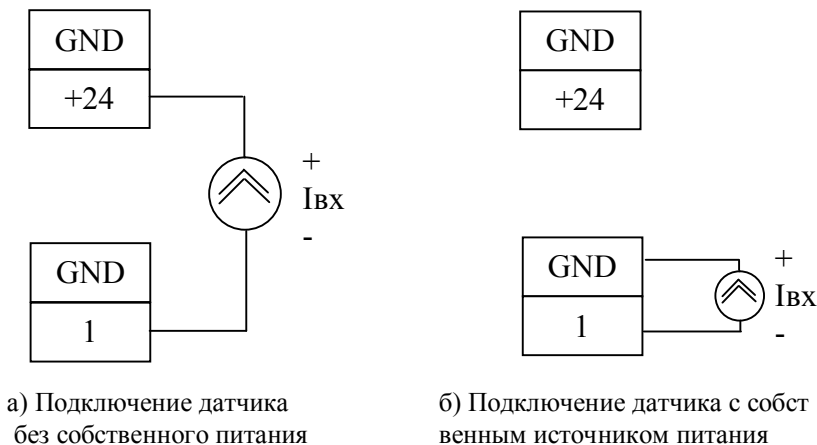 GND
+24
+
Iвх
-
GND
1
а) Подключение датчика
без собственного питания
GND
+24
GND
1
+
Iвх
-
б) Подключение датчика с собст
венным источником питания